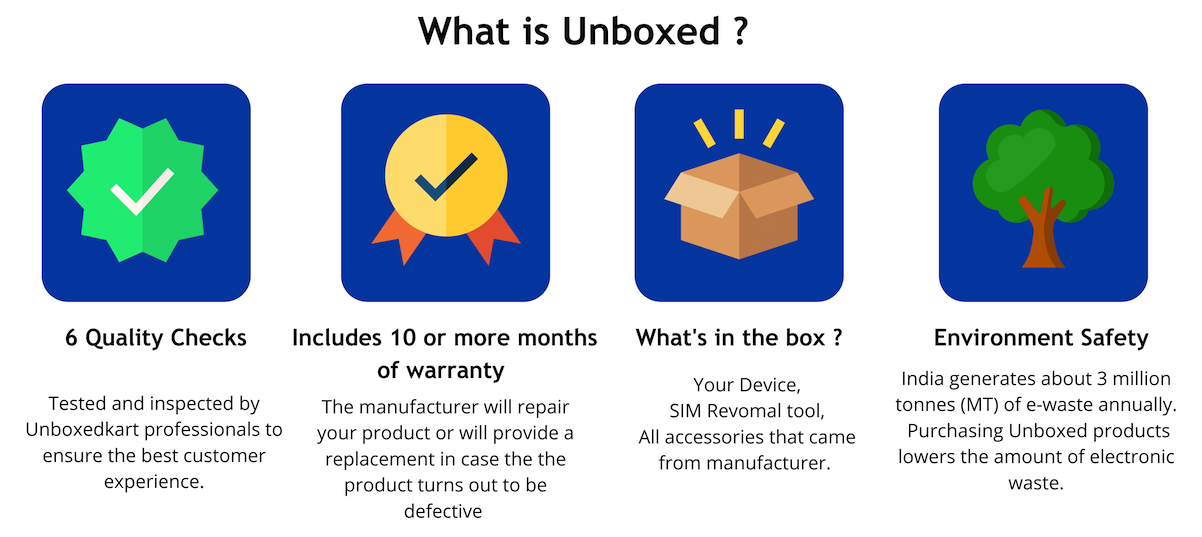 What is Unboxed ?
6 Quality Checks
Tested and inspected by
Unboxedkart professionals to
ensure the best customer
experience.
Includes 10 or more months
of warranty
The manufacturer will repair
your product or will provide a
replacement in case the the
product turns out to be
defective
What's in the box ?
Your Device,
SIM Revomal tool,
All accessories that came
from manufacturer.
Environment Safety
India generates about 3 million
tonnes (MT) of e-waste annually.
Purchasing Unboxed products
lowers the amount of electronic
waste.